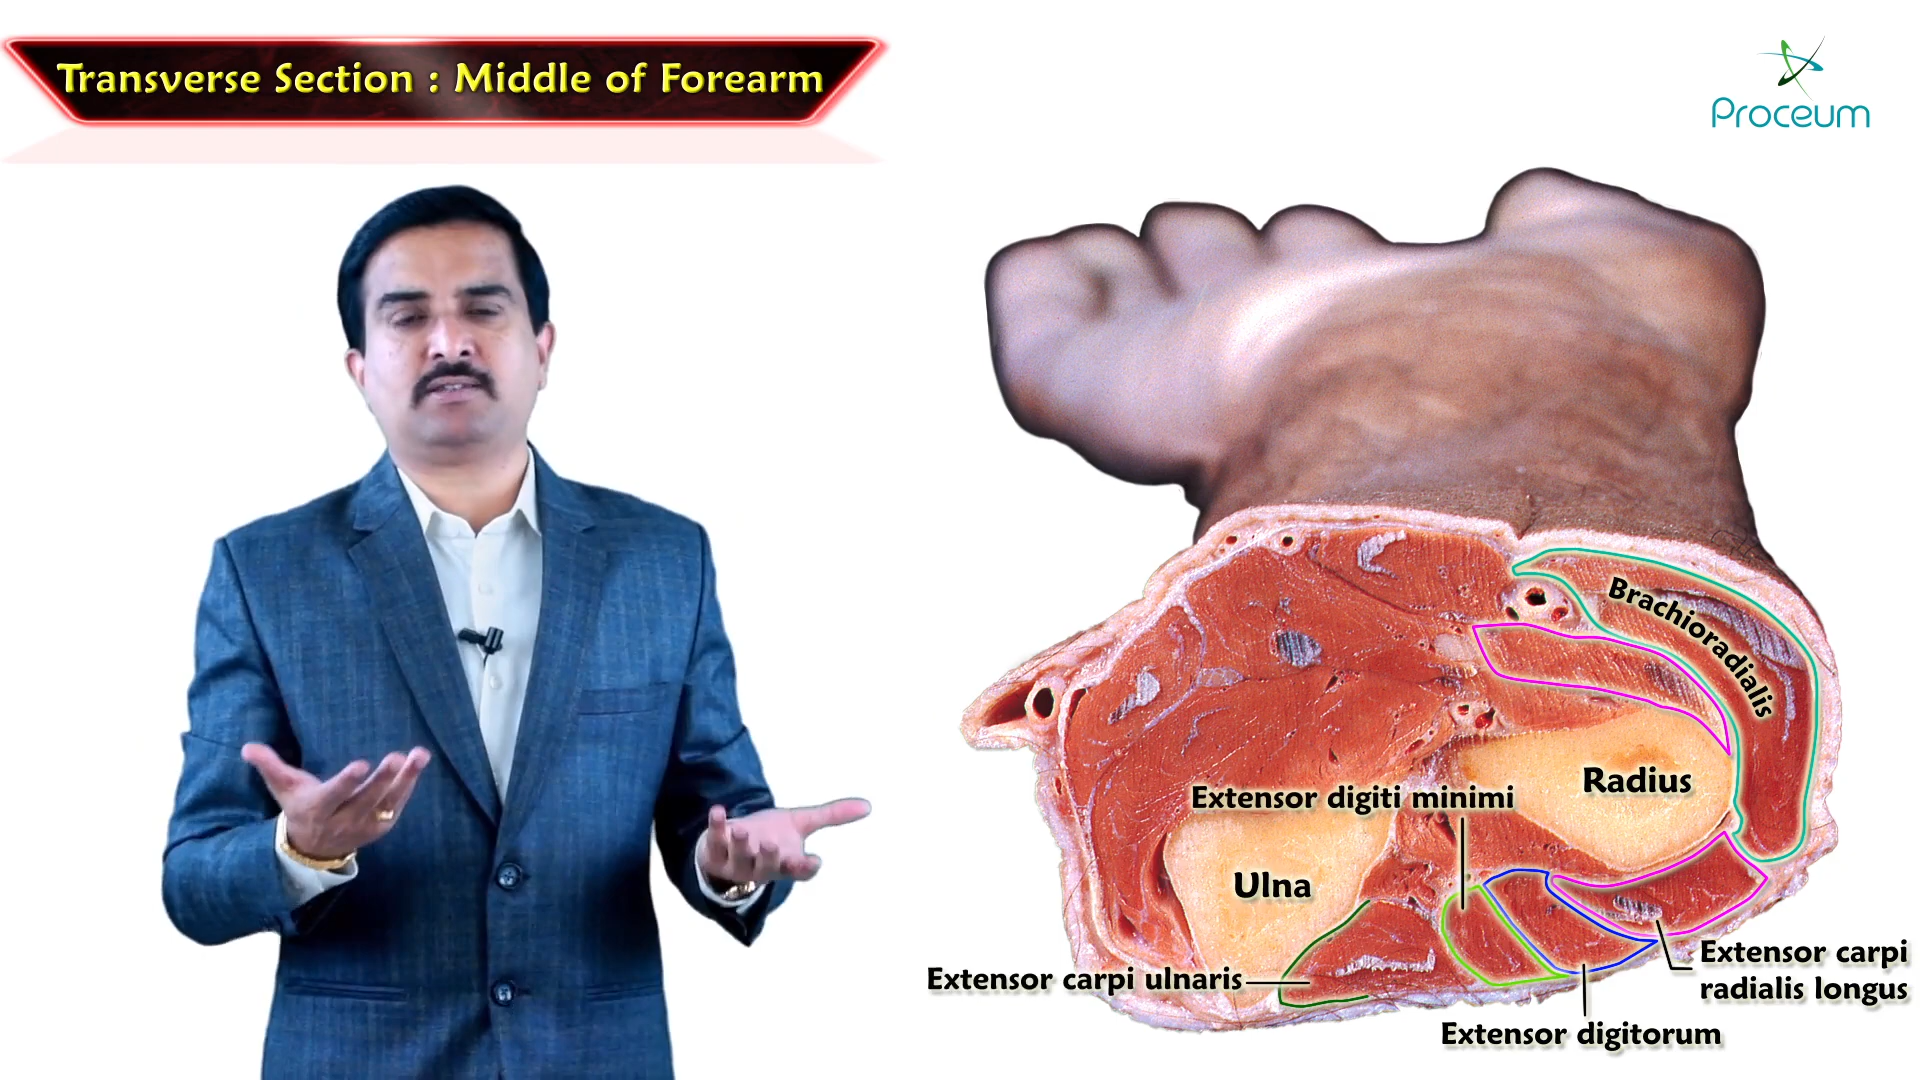 Transverse Section : Middle of Forearm
Proceum
Brachioradialis
Radius
Extensor digiti minimi
Ulna
Extensor carpi
radialis longus
Extensor carpi ulnaris
Extensor digitorum